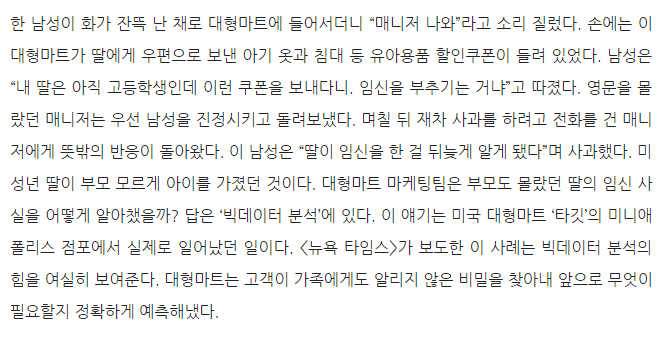 한 남성이 화가 잔뜩 난 채로 대형마트에 들어서더니 “매니저 나와”라고 소리 질렀다. 손에는 이
대형마트가 딸에게 우편으로 보낸 아기 옷과 침대 등 유아용품 할인쿠폰이 들려 있었다. 남성은
“내 딸은 아직 고등학생인데 이런 쿠폰을 보내다니. 임신을 부추기는 거냐”고 따졌다. 영문을 몰
랐던 매니저는 우선 남성을 진정시키고 돌려보냈다. 며칠 뒤 재차 사과를 하려고 전화를 건 매니
저에게 뜻밖의 반응이 돌아왔다. 이 남성은 “딸이 임신을 한 걸 뒤늦게 알게 됐다”며 사과했다. 미
성년 딸이 부모 모르게 아이를 가졌던 것이다. 대형마트 마케팅팀은 부모도 몰랐던 딸의 임신 사
실을 어떻게 알아챘을까? 답은 ‘빅데이터 분석’에 있다. 이 얘기는 미국 대형마트 ‘타깃’의 미니애
폴리스 점포에서 실제로 일어났던 일이다. <뉴욕 타임스>가 보도한 이 사례는 빅데이터 분석의
힘을 여실히 보여준다. 대형마트는 고객이 가족에게도 알리지 않은 비밀을 찾아내 앞으로 무엇이
필요할지 정확하게 예측해냈다.